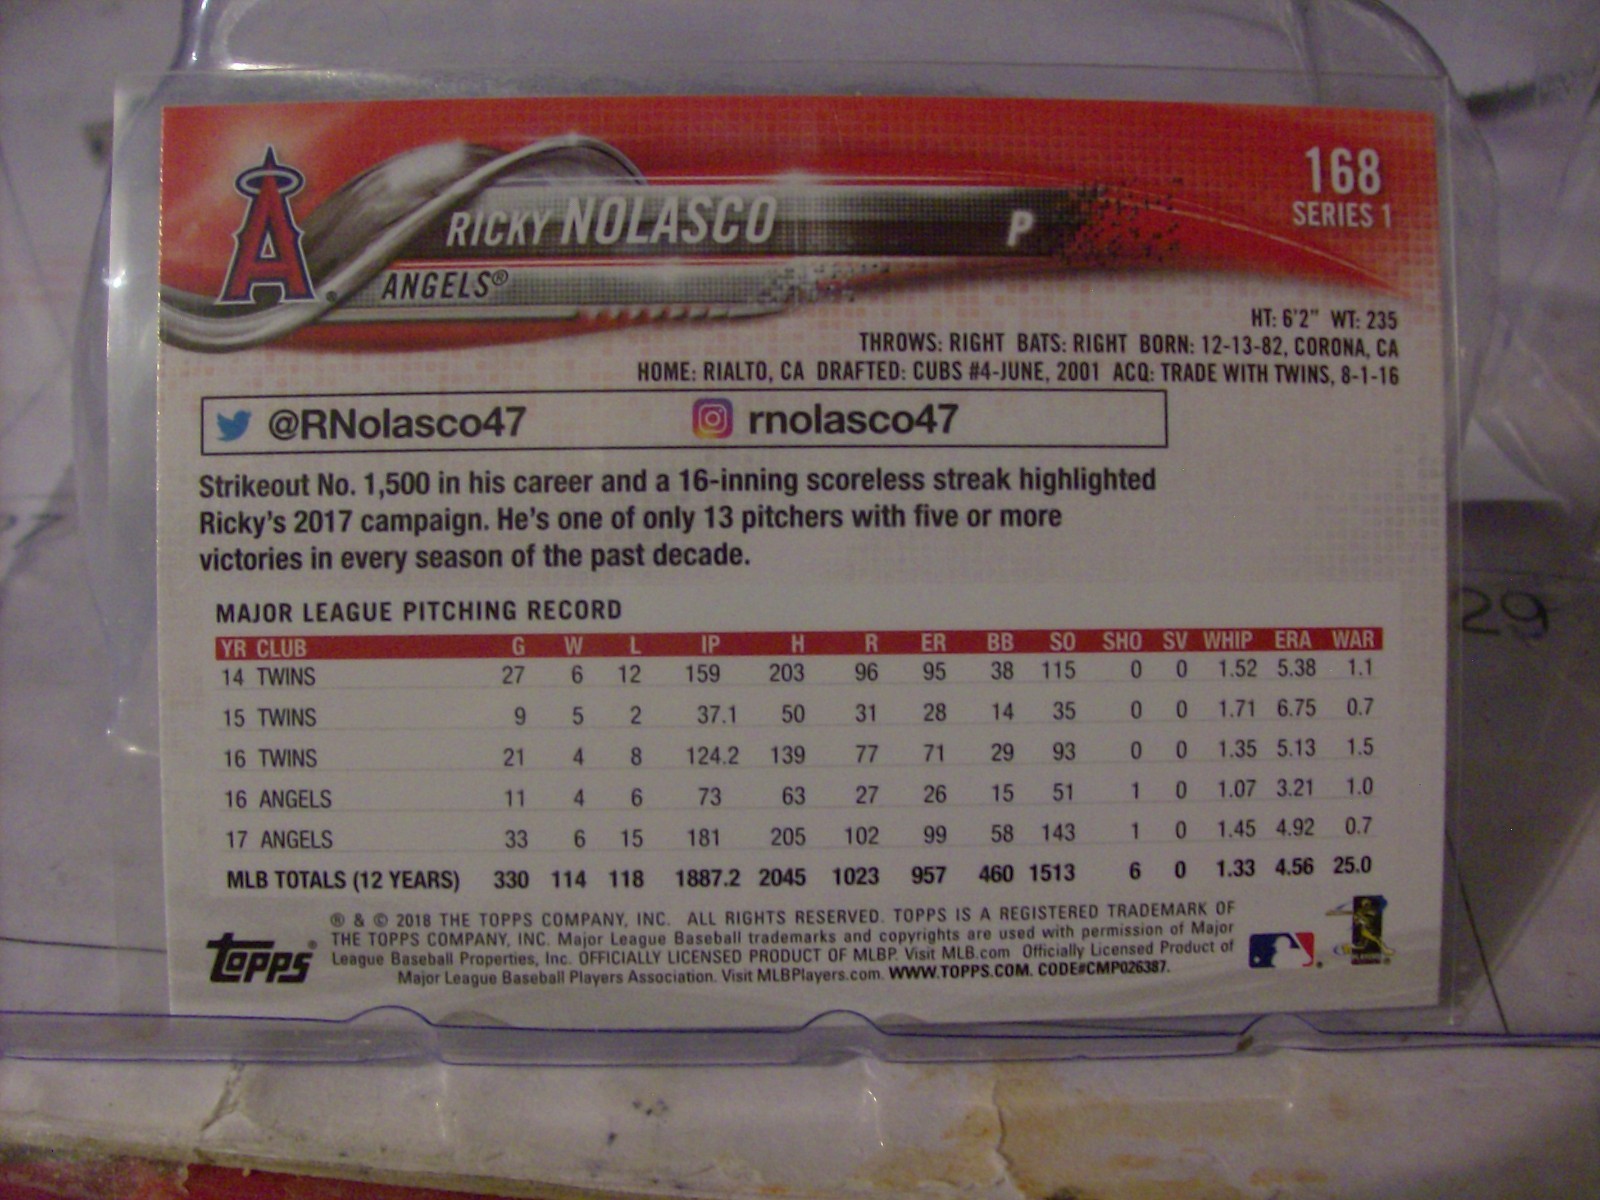 168
SERIES 1
RICKY NOLASCO P
ANGELS®
HT: 6'2" WT: 235
THROWS: RIGHT BATS: RIGHT BORN: 12-13-82, CORONA, CA
HOME: RIALTO, CA DRAFTED: CUBS #4-JUNE, 2001 ACQ: TRADE WITH TWINS, 8-1-16
@RNolasco47 rnolasco47
Strikeout No. 1,500 in his career and a 16-inning scoreless streak highlighted
Ricky's 2017 campaign. He's one of only 13 pitchers with five or more
victories in every season of the past decade.
MAJOR LEAGUE PITCHING RECORD
YR CLUB G W L IP H R ER BB SO SHO SV WHIP ERA WAR
14 TWINS 27 6 12 159 203 96 95 38 115 0 0 1.52 5.38 1.1
15 TWINS 9 5 2 37.1 50 31 28 14 35 0 0 1.71 6.75 0.7
16 TWINS 21 4 8 124.2 139 77 71 29 93 0 0 1.35 5.13 1.5
16 ANGELS 11 4 6 73 63 27 26 15 51 1 0 1.07 3.21 1.0
17 ANGELS 33 6 15 181 205 102 99 58 143 1 0 1.45 4.92 0.7
MLB TOTALS (12 YEARS) 330 114 118 1887.2 2045 1023 957 460 1513 6 0 1.33 4.56 25.0
® & © 2018 THE TOPPS COMPANY, INC. ALL RIGHTS RESERVED. TOPPS IS A REGISTERED TRADEMARK OF
THE TOPPS COMPANY, INC. Major League Baseball trademarks and copyrights are used with permission of Major
League Baseball Properties, Inc. OFFICIALLY LICENSED PRODUCT OF MLBP. Visit MLB.com Officially Licensed Product of
Major League Baseball Players Association. Visit MLBPlayers.com. WWW.TOPPS.COM. CODE#CMP026387.
TOPPS®
29